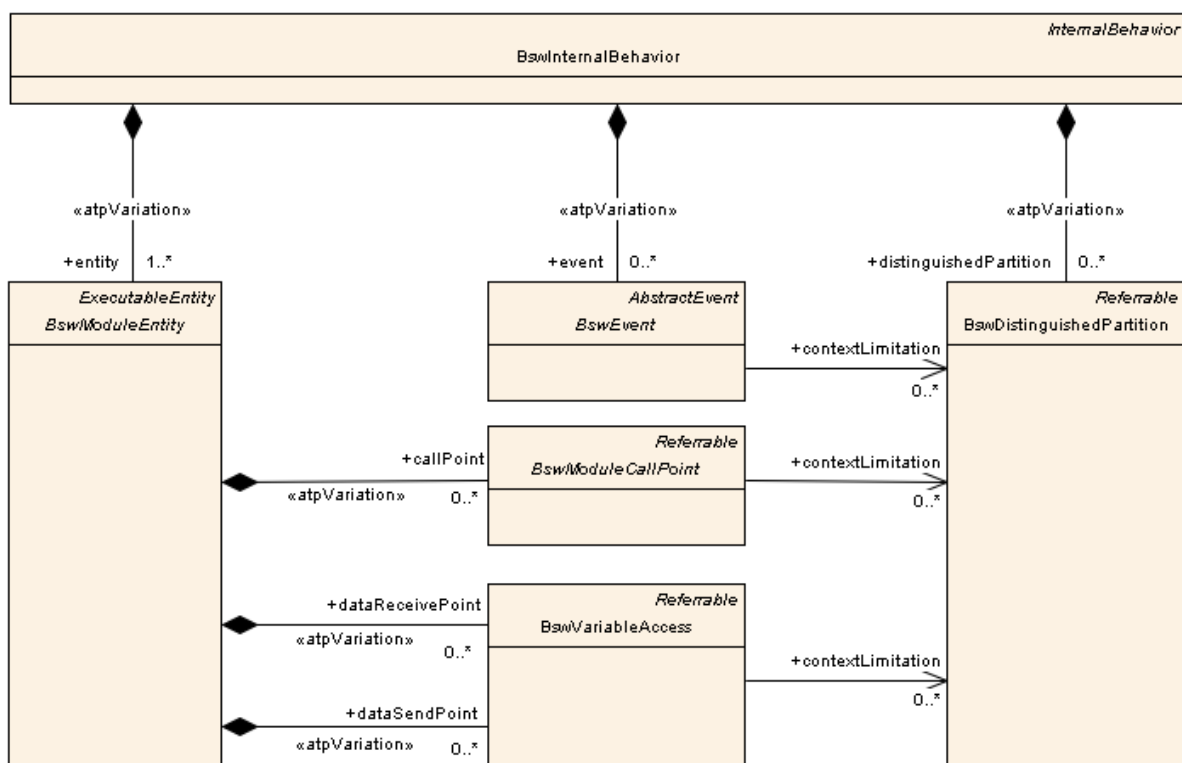 InternalBehavior
BswInternalBehavior
«atpVariation»
«atpVariation»
«atpVariation»
+entity 1..*
+event 0..*
+distinguishedPartition 0..*
ExecutableEntity
BswModuleEntity
AbstractEvent
BswEvent
Referrable
BswDistinguishedPartition
+contextLimitation
0..*
+callPoint
«atpVariation» 0..*
Referrable
BswModuleCallPoint
+contextLimitation
0..*
+dataReceivePoint
«atpVariation»
0..*
Referrable
BswVariableAccess
+contextLimitation
0..*
+dataSendPoint
«atpVariation» 0..*